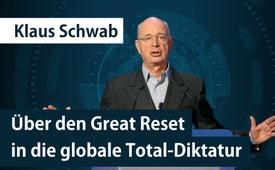 Klaus Schwab
Über den Great Reset
in die globale Total-Diktatur